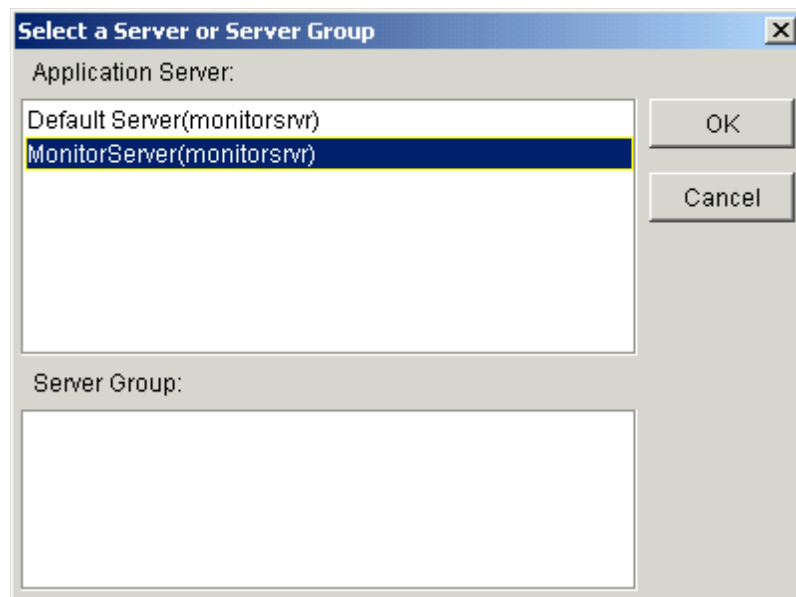 Select a Server or Server Group
Application Server:
Default Server(monitorsrvr)
MonitorServer(monitorsrvr)
OK
Cancel
Server Group: